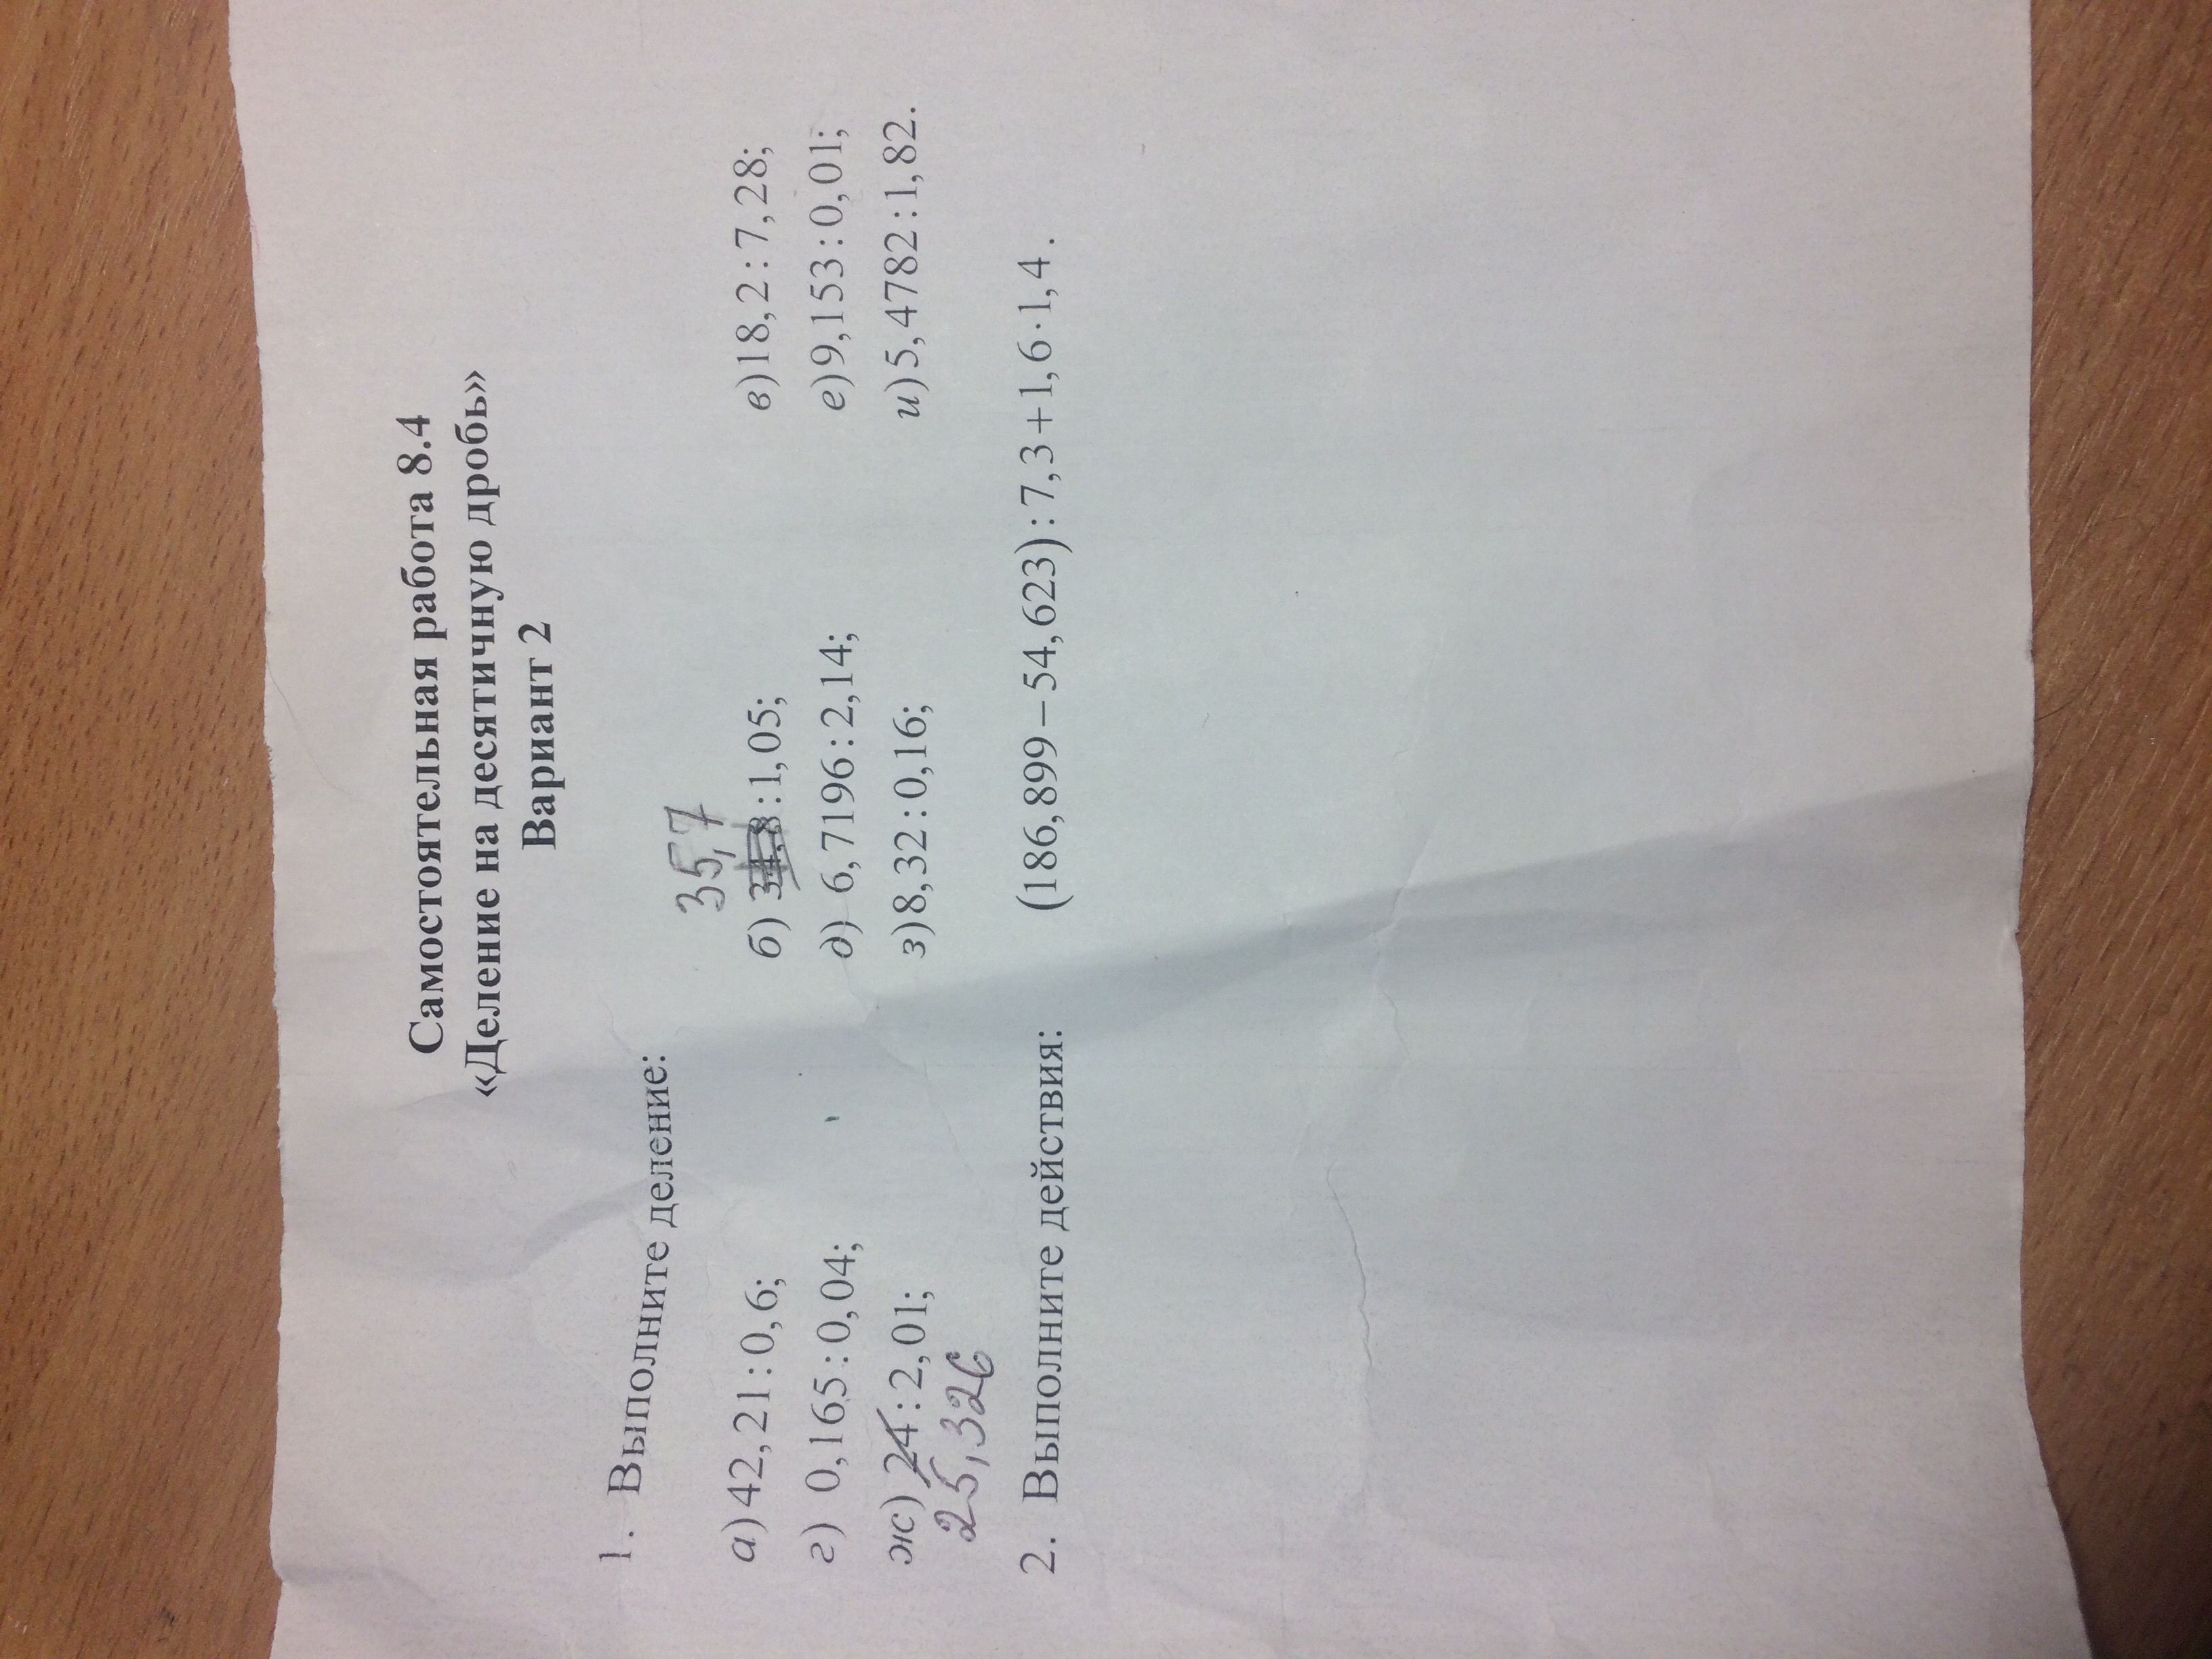 Самостоятельная работа 8.4
«Деление на десятичную дробь»
Вариант 2
1. Выполните деление:
35,7
а) 42,21:0,6; б) 34,8:1,05; в) 18,2:7,28;
г) 0,165:0,04; д) 6,7196:2,14; е) 9,153:0,01;
ж) 24:2,01; з) 8,32:0,16; и) 5,4782:1,82.
25,326
2. Выполните действия: (186,899−54,623):7,3+1,6·1,4.